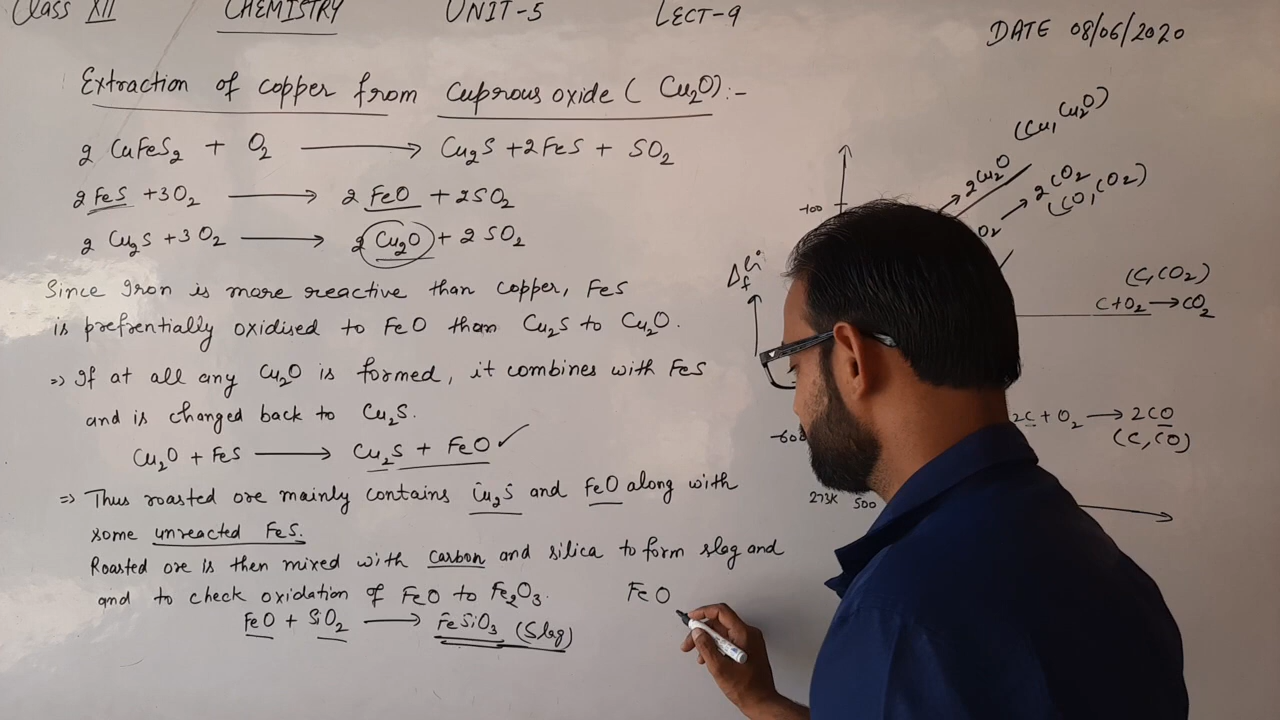 Class XII CHEMISTRY UNIT-5 LECT-9
DATE 08/06/2020
Extraction of copper from cuprous oxide ( Cu₂O):-
2 CuFeS₂ + O₂ ⟶ Cu₂S +2FeS + SO₂
2 FeS +3O₂ ⟶ 2 FeO + 2SO₂
2 Cu₂S +3O₂ ⟶ 2 Cu₂O + 2 SO₂
Since Iron is more reactive than copper, FeS
is prefrentially oxidised to FeO than Cu₂S to Cu₂O.
⇒ If at all any Cu₂O is formed, it combines with FeS
and is changed back to Cu₂S.
Cu₂O + FeS ⟶ Cu₂S + FeO ✓
⇒ Thus roasted ore mainly contains Cu₂S and FeO along with
some unreacted FeS.
Roasted ore is then mixed with carbon and silica to form slag and
and to check oxidation of FeO to Fe₂O₃.
FeO + SiO₂ ⟶ FeSiO₃ (Slag)
FeO
(Cu, Cu₂O)
→ 2Cu₂O
→ 2CO₂
(CO, CO₂)
O₂
-100
(C, CO₂)
C+O₂ → CO₂
2C + O₂ → 2CO
(C, CO)
-600
273K 500